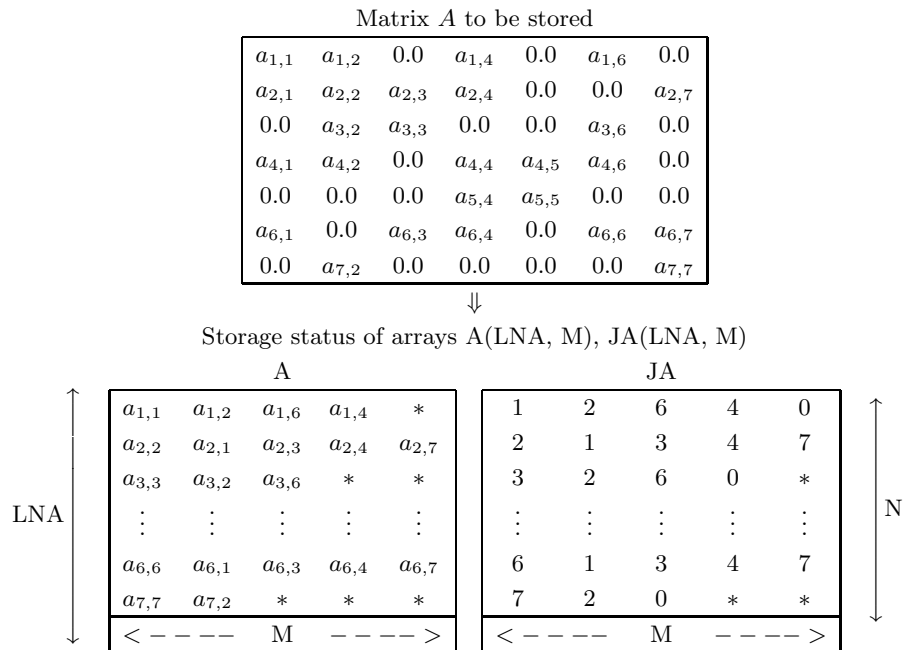 Matrix A to be stored
a1,1 a1,2 0.0 a1,4 0.0 a1,6 0.0
a2,1 a2,2 a2,3 a2,4 0.0 0.0 a2,7
0.0 a3,2 a3,3 0.0 0.0 a3,6 0.0
a4,1 a4,2 0.0 a4,4 a4,5 a4,6 0.0
0.0 0.0 0.0 a5,4 a5,5 0.0 0.0
a6,1 0.0 a6,3 a6,4 0.0 a6,6 a6,7
0.0 a7,2 0.0 0.0 0.0 0.0 a7,7
⇓
Storage status of arrays A(LNA, M), JA(LNA, M)
A JA
a1,1 a1,2 a1,6 a1,4 * 1 2 6 4 0
a2,2 a2,1 a2,3 a2,4 a2,7 2 1 3 4 7
a3,3 a3,2 a3,6 * * 3 2 6 0 *
LNA ⋮ ⋮ ⋮ ⋮ ⋮ ⋮ ⋮ ⋮ ⋮ ⋮ N
a6,6 a6,1 a6,3 a6,4 a6,7 6 1 3 4 7
a7,7 a7,2 * * * 7 2 0 * *
< − − − − M − − − − > < − − − − M − − − − >